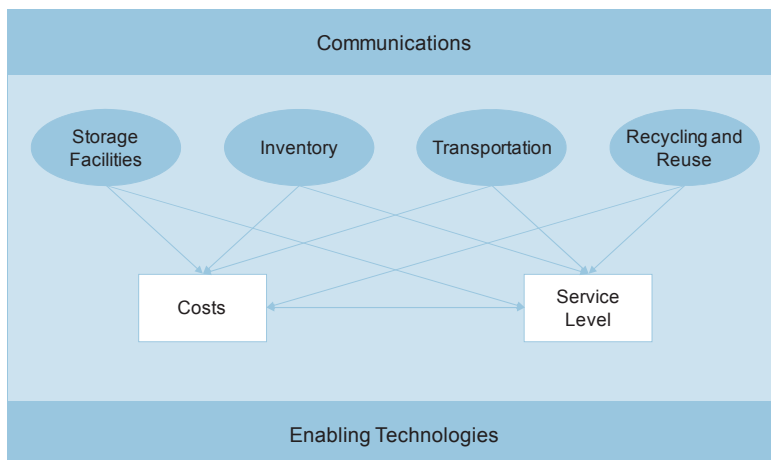 Communications
Storage
Facilities
Inventory
Transportation
Recycling and
Reuse
Costs
Service
Level
Enabling Technologies